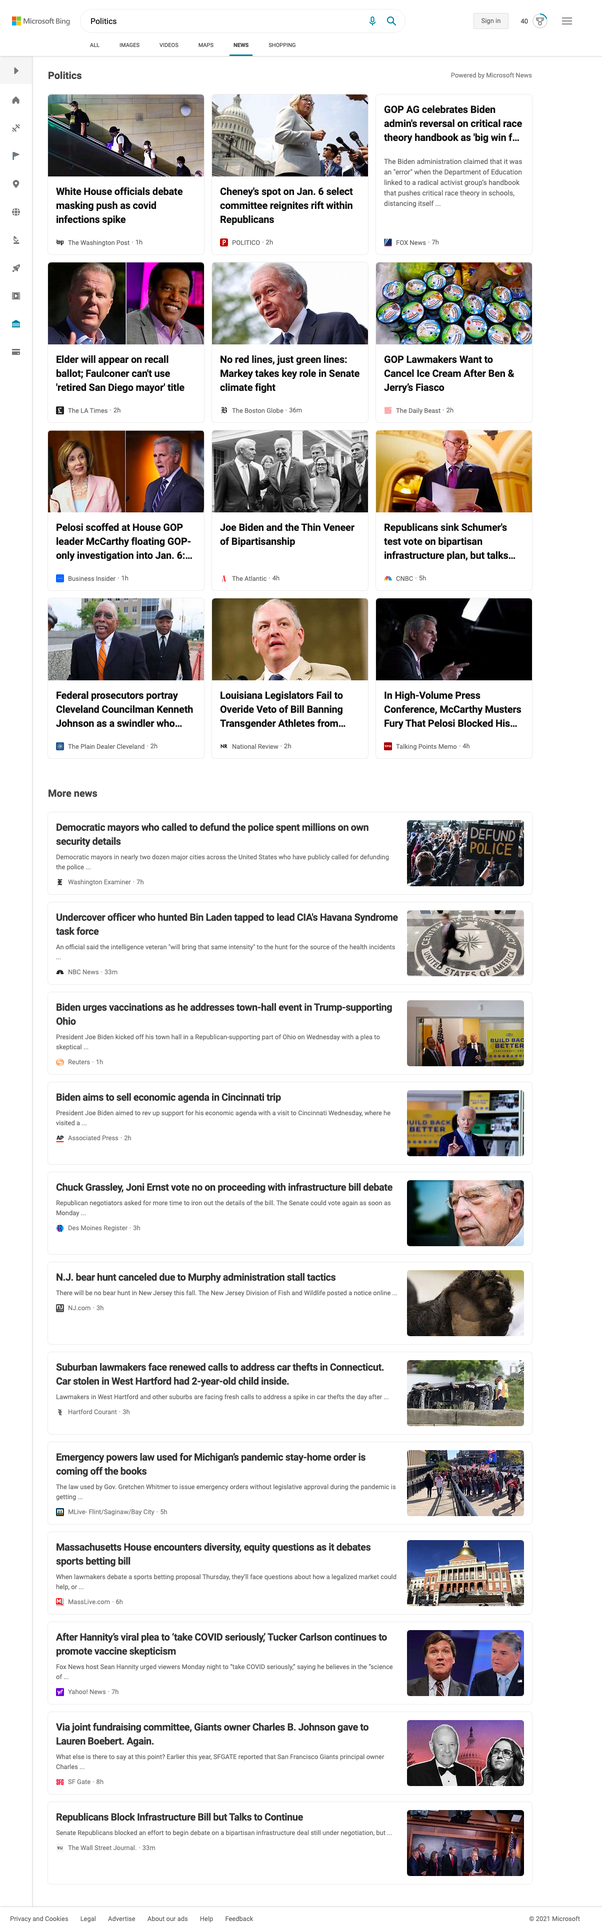 Microsoft Bing
Politics
Sign in
40
ALL IMAGES VIDEOS MAPS NEWS SHOPPING
Politics
Powered by Microsoft News
White House officials debate
masking push as covid
infections spike
The Washington Post · 1h
Cheney's spot on Jan. 6 select
committee reignites rift within
Republicans
POLITICO · 2h
GOP AG celebrates Biden
admin's reversal on critical race
theory handbook as 'big win f...
The Biden administration claimed that it was
an "error" when the Department of Education
linked to a radical activist group's handbook
that pushes critical race theory in schools,
distancing itself ...
FOX News · 7h
Elder will appear on recall
ballot; Faulconer can't use
'retired San Diego mayor' title
The LA Times · 2h
No red lines, just green lines:
Markey takes key role in Senate
climate fight
The Boston Globe · 36m
GOP Lawmakers Want to
Cancel Ice Cream After Ben &
Jerry's Fiasco
The Daily Beast · 2h
Pelosi scoffed at House GOP
leader McCarthy floating GOP-
only investigation into Jan. 6:...
Business Insider · 1h
Joe Biden and the Thin Veneer
of Bipartisanship
The Atlantic · 4h
Republicans sink Schumer's
test vote on bipartisan
infrastructure plan, but talks...
CNBC · 5h
Federal prosecutors portray
Cleveland Councilman Kenneth
Johnson as a swindler who...
The Plain Dealer Cleveland · 2h
Louisiana Legislators Fail to
Overide Veto of Bill Banning
Transgender Athletes from...
NR National Review · 2h
In High-Volume Press
Conference, McCarthy Musters
Fury That Pelosi Blocked His...
Talking Points Memo · 4h
More news
Democratic mayors who called to defund the police spent millions on own
security details
Democratic mayors in nearly two dozen major cities across the United States who have publicly called for defunding
the police ...
Washington Examiner · 7h
DEFUND
POLICE
Undercover officer who hunted Bin Laden tapped to lead CIA's Havana Syndrome
task force
An official said the intelligence veteran "will bring that same intensity" to the hunt for the source of the health incidents
...
NBC News · 33m
UNITED STATES OF AMERICA
Biden urges vaccinations as he addresses town-hall event in Trump-supporting
Ohio
President Joe Biden kicked off his town hall in a Republican-supporting part of Ohio on Wednesday with a plea to
skeptical ...
Reuters · 1h
BUILD BACK
BETTER
Biden aims to sell economic agenda in Cincinnati trip
President Joe Biden aimed to rev up support for his economic agenda with a visit to Cincinnati Wednesday, where he
visited a ...
AP Associated Press · 2h
BUILD BACK
BETTER
Chuck Grassley, Joni Ernst vote no on proceeding with infrastructure bill debate
Republican negotiators asked for more time to iron out the details of the bill. The Senate could vote again as soon as
Monday ...
Des Moines Register · 3h
N.J. bear hunt canceled due to Murphy administration stall tactics
There will be no bear hunt in New Jersey this fall. The New Jersey Division of Fish and Wildlife posted a notice online ...
NJ.com · 3h
Suburban lawmakers face renewed calls to address car thefts in Connecticut.
Car stolen in West Hartford had 2-year-old child inside.
Lawmakers in West Hartford and other suburbs are facing fresh calls to address a spike in car thefts the day after ...
Hartford Courant · 3h
Emergency powers law used for Michigan's pandemic stay-home order is
coming off the books
The law used by Gov. Gretchen Whitmer to issue emergency orders without legislative approval during the pandemic is
getting ...
MLive- Flint/Saginaw/Bay City · 5h
Massachusetts House encounters diversity, equity questions as it debates
sports betting bill
When lawmakers debate a sports betting proposal Thursday, they'll face questions about how a legalized market could
help, or ...
MassLive.com · 6h
After Hannity's viral plea to 'take COVID seriously,' Tucker Carlson continues to
promote vaccine skepticism
Fox News host Sean Hannity urged viewers Monday night to "take COVID seriously," saying he believes in the "science
of ...
Yahoo! News · 7h
Via joint fundraising committee, Giants owner Charles B. Johnson gave to
Lauren Boebert. Again.
What else is there to say at this point? Earlier this year, SFGATE reported that San Francisco Giants principal owner
Charles ...
SF Gate · 8h
Republicans Block Infrastructure Bill but Talks to Continue
Senate Republicans blocked an effort to begin debate on a bipartisan infrastructure deal still under negotiation, but ...
The Wall Street Journal. · 33m
Privacy and Cookies Legal Advertise About our ads Help Feedback
© 2021 Microsoft